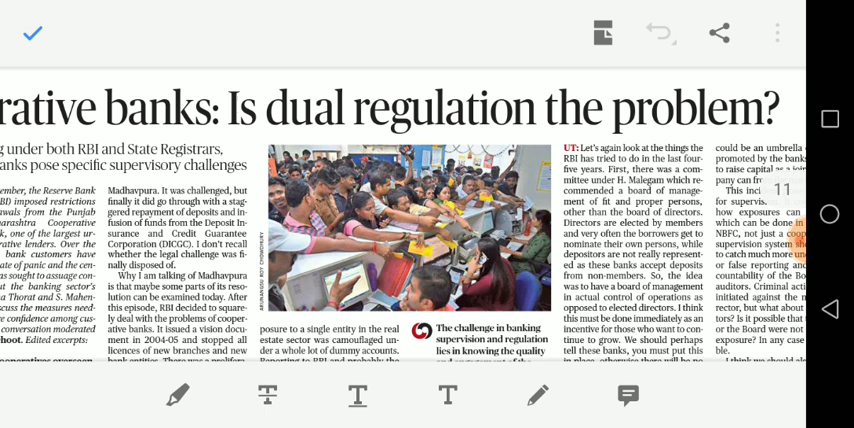 rative banks: Is dual regulation the problem?
g under both RBI and State Registrars,
anks pose specific supervisory challenges
ember, the Reserve Bank
BI) imposed restrictions
awals from the Punjab
harashtra Cooperative
k, one of the largest ur-
rative lenders. Over the
bank customers have
ate of panic and the cen-
as sought to assuage con-
ut the banking sector's
na Thorat and S. Mahen-
scuss the measures need-
re confidence among cus-
conversation moderated
hoot. Edited excerpts:
Madhavpura. It was challenged, but
finally it did go through with a stag-
gered repayment of deposits and in-
fusion of funds from the Deposit In-
surance and Credit Guarantee
Corporation (DICGC). I don't recall
whether the legal challenge was fi-
nally disposed of.
Why I am talking of Madhavpura
is that maybe some parts of its reso-
lution can be examined today. After
this episode, RBI decided to square-
ly deal with the problems of cooper-
ative banks. It issued a vision docu-
ment in 2004-05 and stopped all
licences of new branches and new
ARUNANGSU ROY CHOWDHURY
posure to a single entity in the real
estate sector was camouflaged un-
der a whole lot of dummy accounts.
The challenge in banking
supervision and regulation
lies in knowing the quality
UT: Let's again look at the things the
RBI has tried to do in the last four-
five years. First, there was a com-
mittee under H. Malegam which re-
commended a board of manage-
ment of fit and proper persons,
other than the board of directors.
Directors are elected by members
and very often the borrowers get to
nominate their own persons, while
depositors are not really represent-
ed as these banks accept deposits
from non-members. So, the idea
was to have a board of management
in actual control of operations as
opposed to elected directors. I think
this must be done immediately as an
incentive for those who want to con-
tinue to grow. We should perhaps
tell these banks, you must put this
could be an umbrella
promoted by the banks
to raise capital as a join
pany can fr
This incl
for supervis
how exposures can
which can be done in
NBFC, not just a coop
supervision system
to catch much more un
or false reporting and
countability of the Bo
auditors. Criminal acti
initiated against the m
rector, but what about
tors? Is it possible that
or the Board were not
exposure? In any case
ble.
11
T
T
T